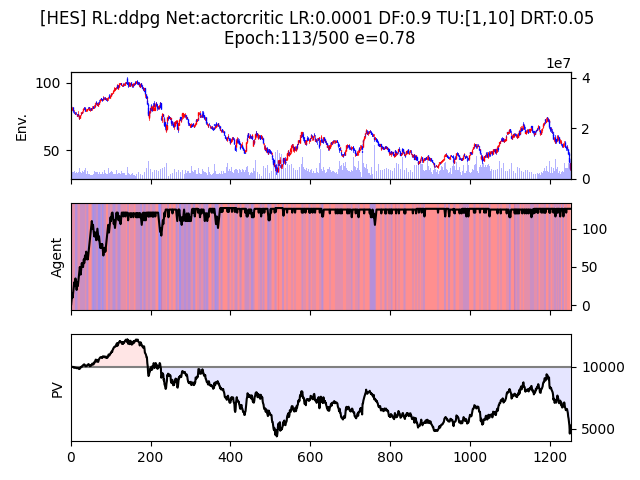 [HES] RL:ddpg Net:actorcritic LR:0.0001 DF:0.9 TU:[1,10] DRT:0.05
Epoch:113/500 e=0.78
1e7
100
50
Env.
4
2
0
Agent
100
50
0
PV
10000
5000
0 200 400 600 800 1000 1200